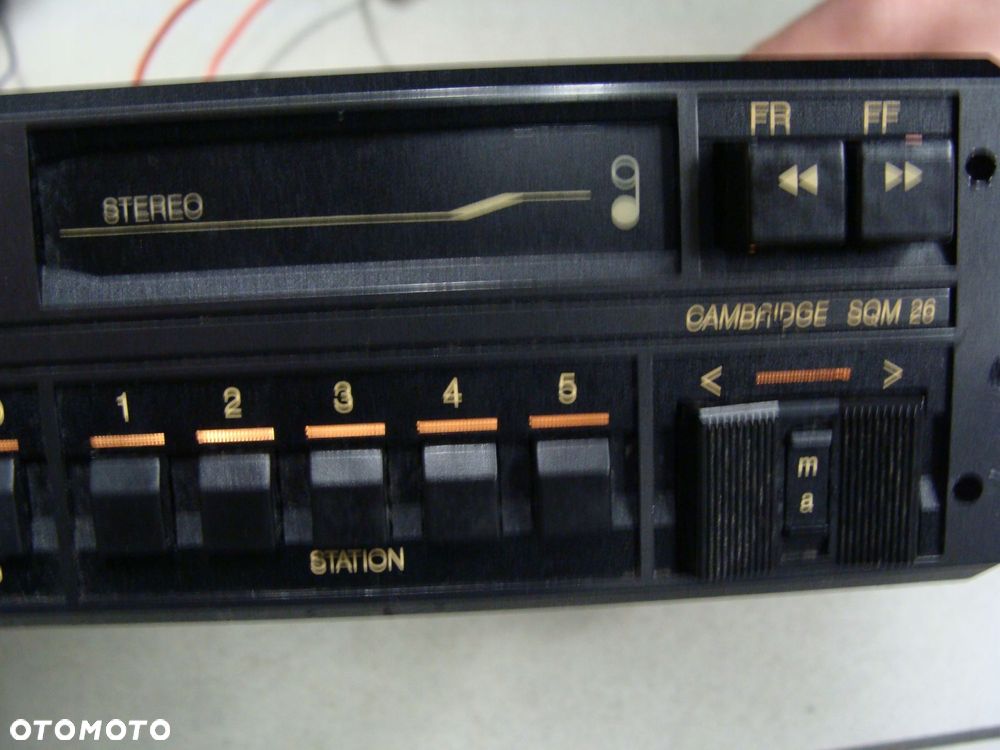 FR FF
STEREO
CAMBRIDGE SQM 26
< >
1 2 3 4 5
m
a
STATION
OTOMOTO